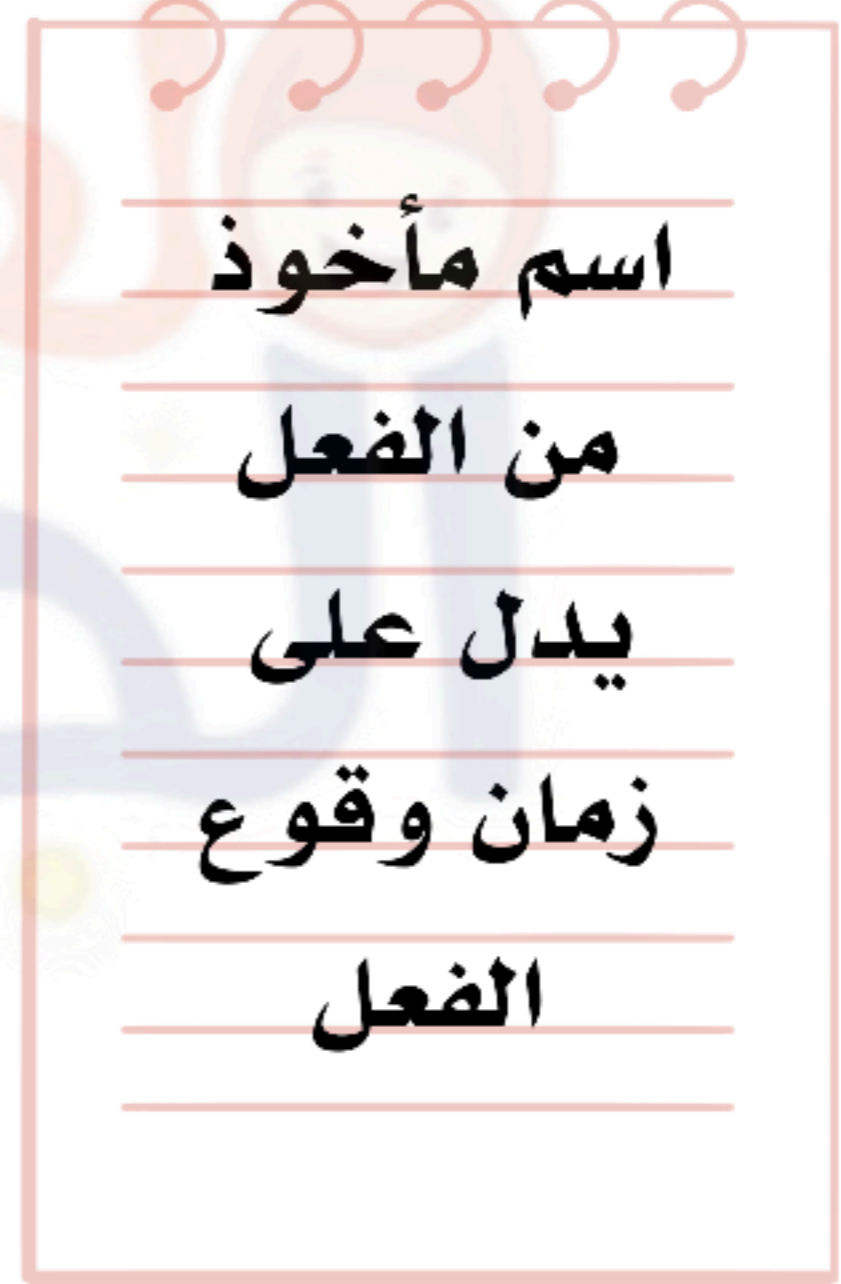 اسم مأخوذ
من الفعل
يدل على
زمان وقوع
الفعل